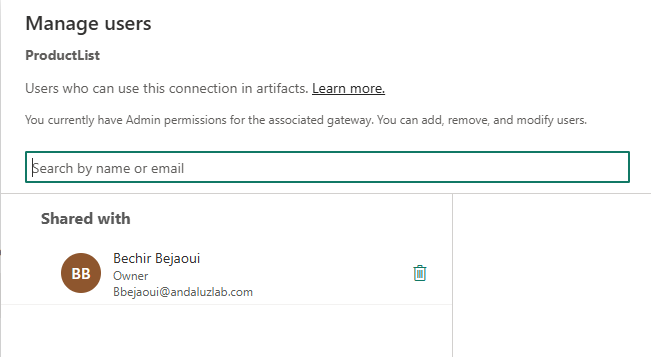 Manage users
ProductList
Users who can use this connection in artifacts. Learn more.
You currently have Admin permissions for the associated gateway. You can add, remove, and modify users.
Search by name or email
Shared with
BB
Bechir Bejaoui
Owner
Bbejaoui@andaluzlab.com